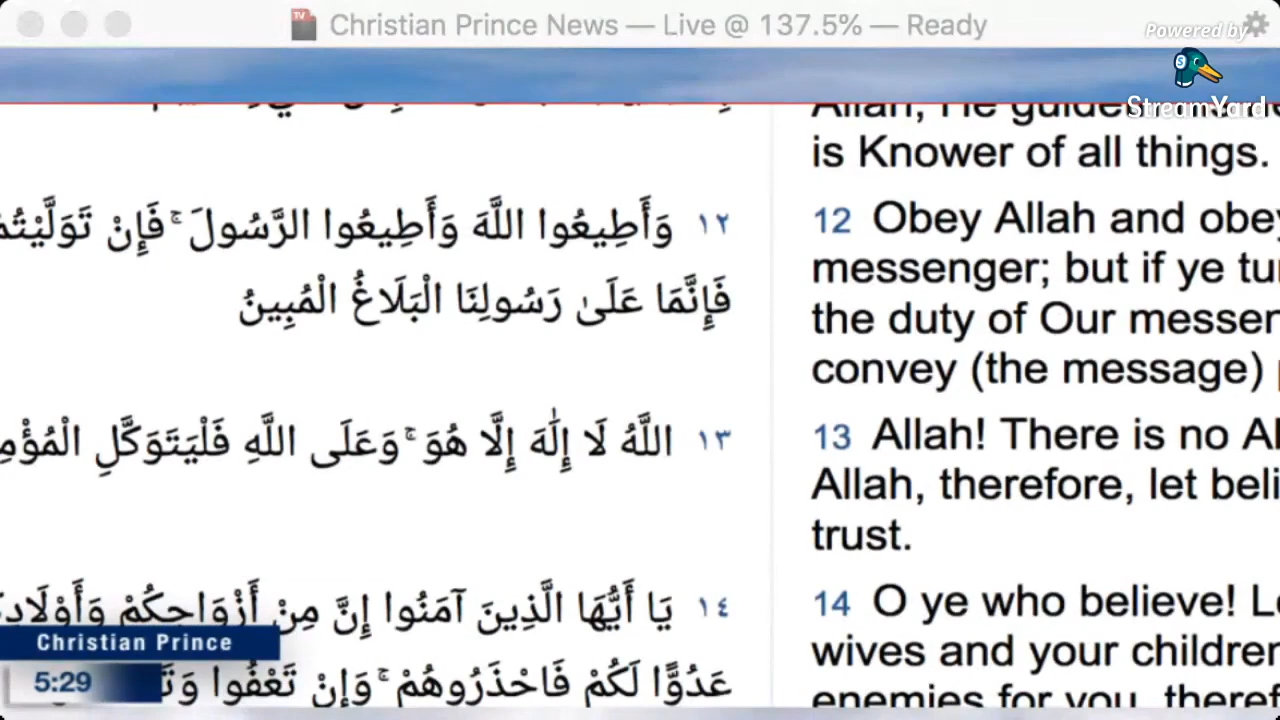 Christian Prince News — Live @ 137.5% — Ready
Powered by
StreamYard
is Knower of all things.
١٢ وَأَطِيعُوا اللَّهَ وَأَطِيعُوا الرَّسُولَ ۚ فَإِنْ تَوَلَّيْتُمْ
فَإِنَّمَا عَلَىٰ رَسُولِنَا الْبَلَاغُ الْمُبِينُ
١٣ اللَّهُ لَا إِلَٰهَ إِلَّا هُوَ ۚ وَعَلَى اللَّهِ فَلْيَتَوَكَّلِ
١٤ يَا أَيُّهَا الَّذِينَ آمَنُوا إِنَّ مِنْ أَزْوَاجِكُمْ
عَدُوًّا لَكُمْ فَاحْذَرُوهُمْ ۚ وَإِنْ تَعْفُوا
12 Obey Allah and obey
messenger; but if ye
the duty of Our
convey (the message)
13 Allah! There is no
Allah, therefore, let
trust.
14 O ye who believe!
wives and your children
enemies for you,
Christian Prince
5:29